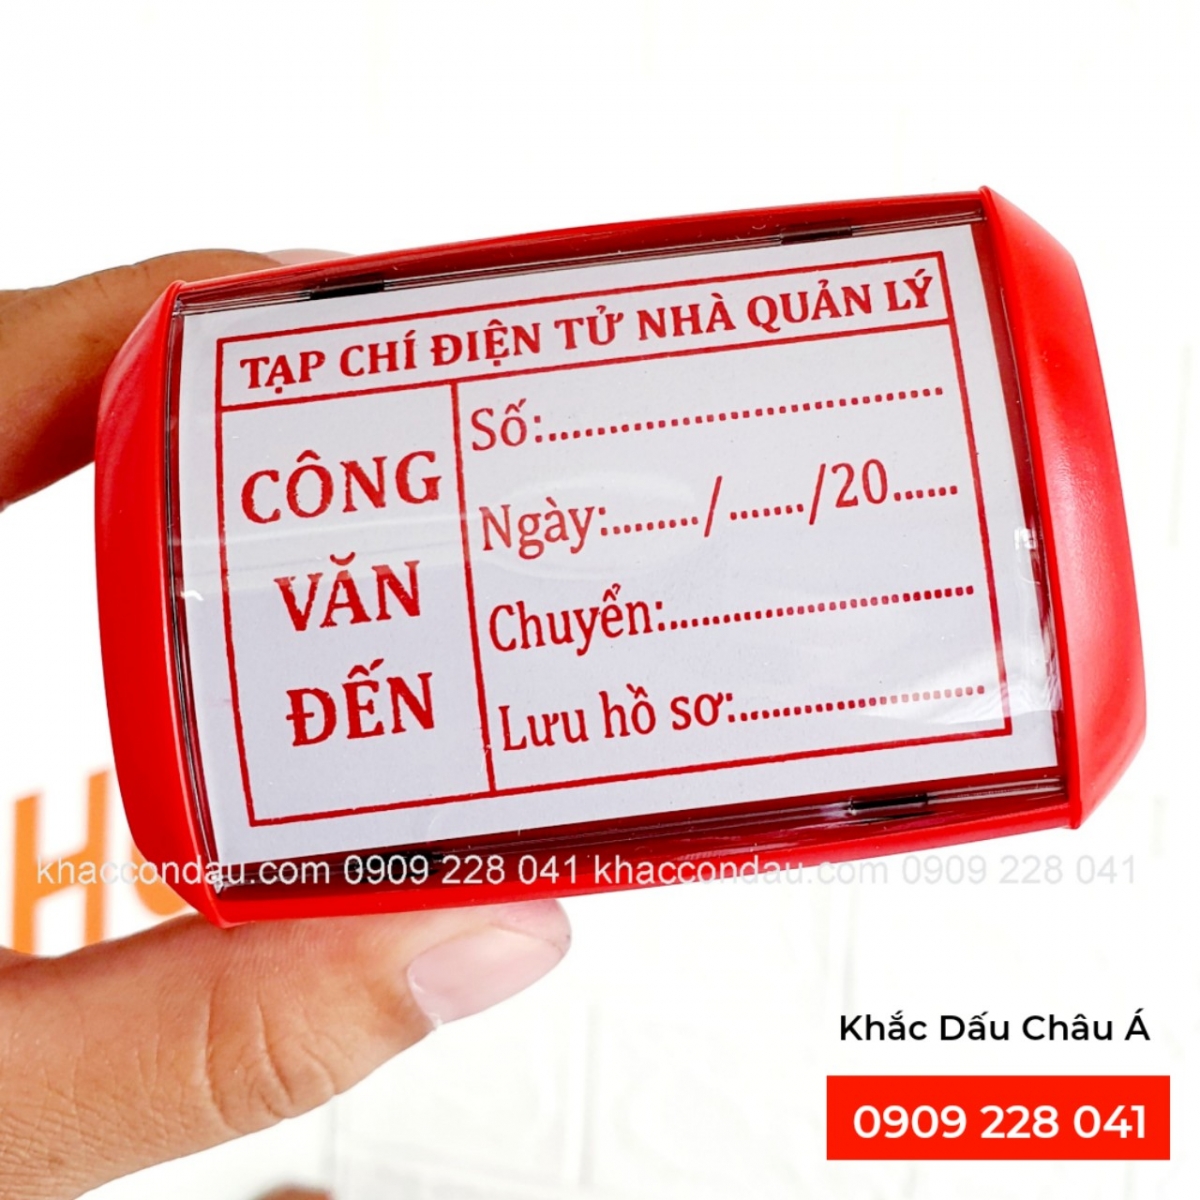 TẠP CHÍ ĐIỆN TỬ NHÀ QUẢN LÝ
CÔNG
VĂN
ĐẾN
Số:....................................
Ngày:......../......./20......
Chuyển:............................
Lưu hồ sơ:.......................
khaccondau.com 0909 228 041 khaccondau.com 0909 228 041
Khắc Dấu Châu Á
0909 228 041